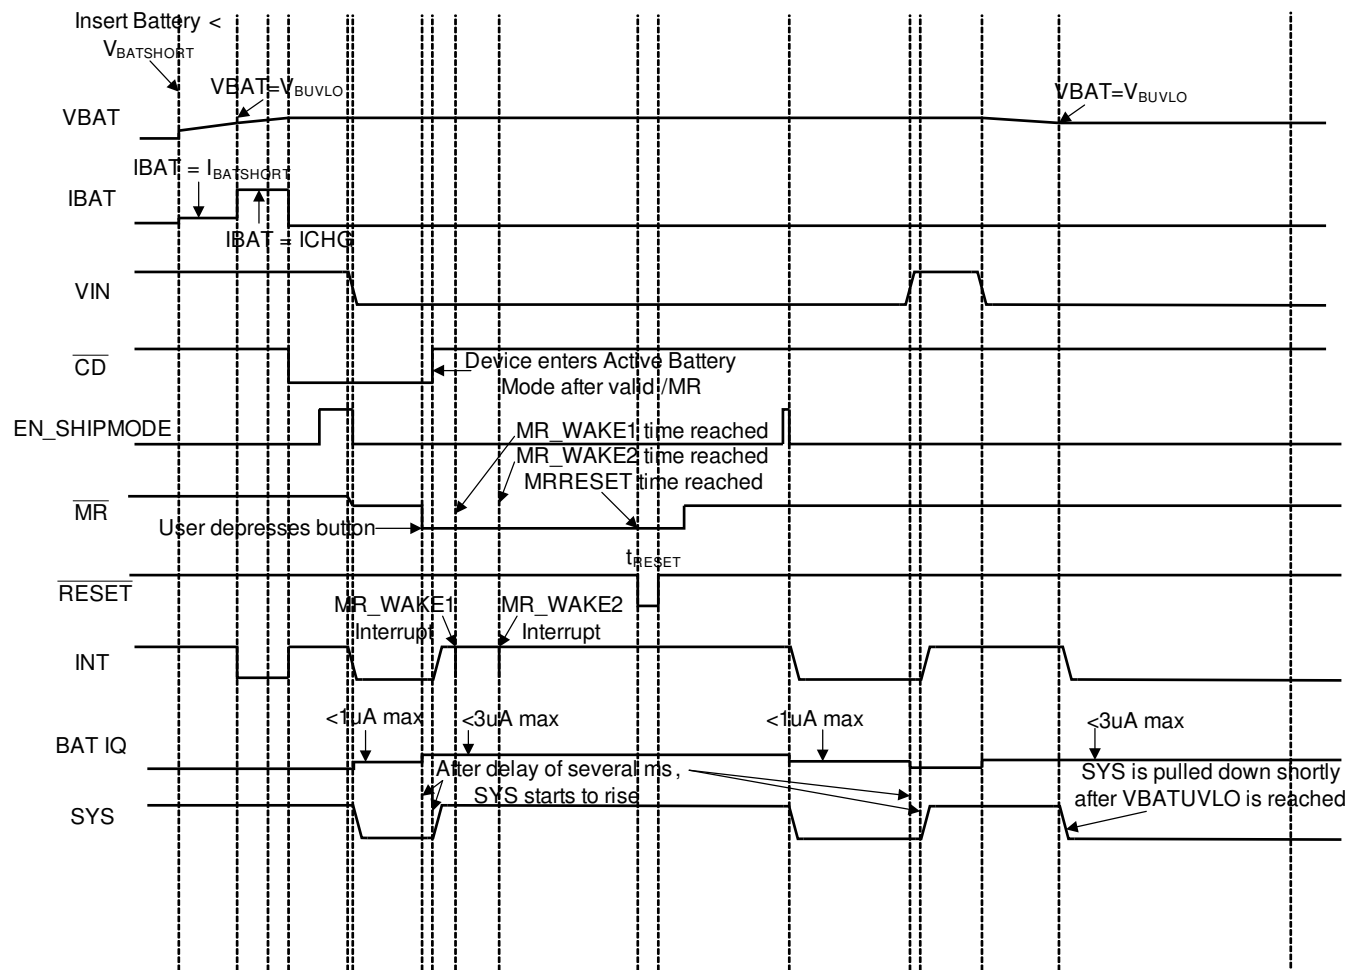 Insert Battery <
VBATSHORT
VBAT=VBUVLO
VBAT=VBUVLO
VBAT
IBAT = IBATSHORT
IBAT
IBAT = ICHG
VIN
CD
Device enters Active Battery
Mode after valid /MR
EN_SHIPMODE
MR_WAKE1 time reached
MR_WAKE2 time reached
MRRESET time reached
MR
User depresses button
tRESET
RESET
MR_WAKE1
Interrupt
MR_WAKE2
Interrupt
INT
<1uA max
<3uA max
<1uA max
<3uA max
BAT IQ
After delay of several ms,
SYS starts to rise
SYS is pulled down shortly
after VBATUVLO is reached
SYS